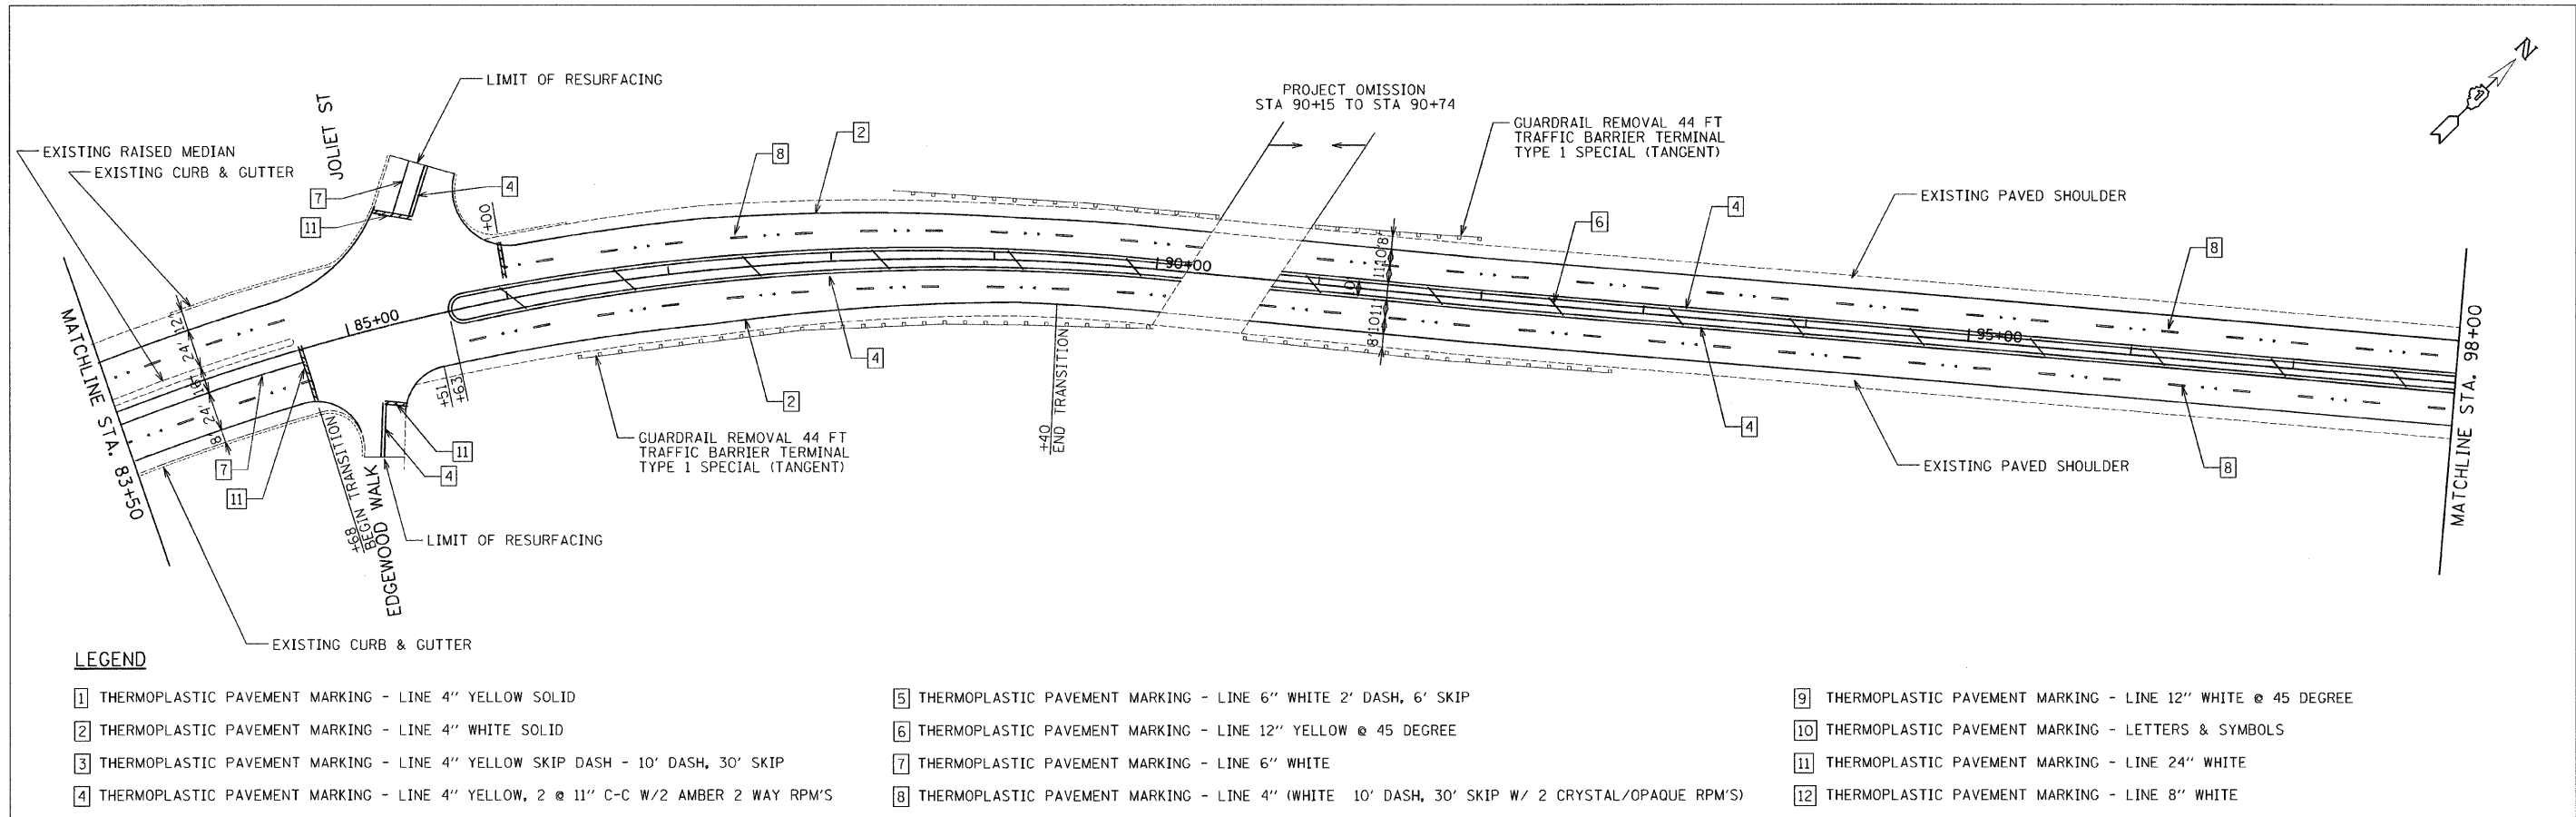 N
LIMIT OF RESURFACING
JOLIET ST
2
PROJECT OMISSION
STA 90+15 TO STA 90+74
GUARDRAIL REMOVAL 44 FT
TRAFFIC BARRIER TERMINAL
TYPE 1 SPECIAL (TANGENT)
EXISTING RAISED MEDIAN
EXISTING CURB & GUTTER
8
7
4
11
+00
EXISTING PAVED SHOULDER
4
6
8
90+00
85+00
95+00
MATCHLINE STA. 83+50
MATCHLINE STA. 98+00
24'
24'
8'
7
11
+51
+63
4
2
4
+40
END TRANSITION
+68
BEGIN TRANSITION
EDGEWOOD WALK
11
4
GUARDRAIL REMOVAL 44 FT
TRAFFIC BARRIER TERMINAL
TYPE 1 SPECIAL (TANGENT)
EXISTING PAVED SHOULDER
8
LIMIT OF RESURFACING
EXISTING CURB & GUTTER
LEGEND
1 THERMOPLASTIC PAVEMENT MARKING - LINE 4" YELLOW SOLID
2 THERMOPLASTIC PAVEMENT MARKING - LINE 4" WHITE SOLID
3 THERMOPLASTIC PAVEMENT MARKING - LINE 4" YELLOW SKIP DASH - 10' DASH, 30' SKIP
4 THERMOPLASTIC PAVEMENT MARKING - LINE 4" YELLOW, 2 @ 11" C-C W/2 AMBER 2 WAY RPM'S
5 THERMOPLASTIC PAVEMENT MARKING - LINE 6" WHITE 2' DASH, 6' SKIP
6 THERMOPLASTIC PAVEMENT MARKING - LINE 12" YELLOW @ 45 DEGREE
7 THERMOPLASTIC PAVEMENT MARKING - LINE 6" WHITE
8 THERMOPLASTIC PAVEMENT MARKING - LINE 4" (WHITE 10' DASH, 30' SKIP W/ 2 CRYSTAL/OPAQUE RPM'S)
9 THERMOPLASTIC PAVEMENT MARKING - LINE 12" WHITE @ 45 DEGREE
10 THERMOPLASTIC PAVEMENT MARKING - LETTERS & SYMBOLS
11 THERMOPLASTIC PAVEMENT MARKING - LINE 24" WHITE
12 THERMOPLASTIC PAVEMENT MARKING - LINE 8" WHITE